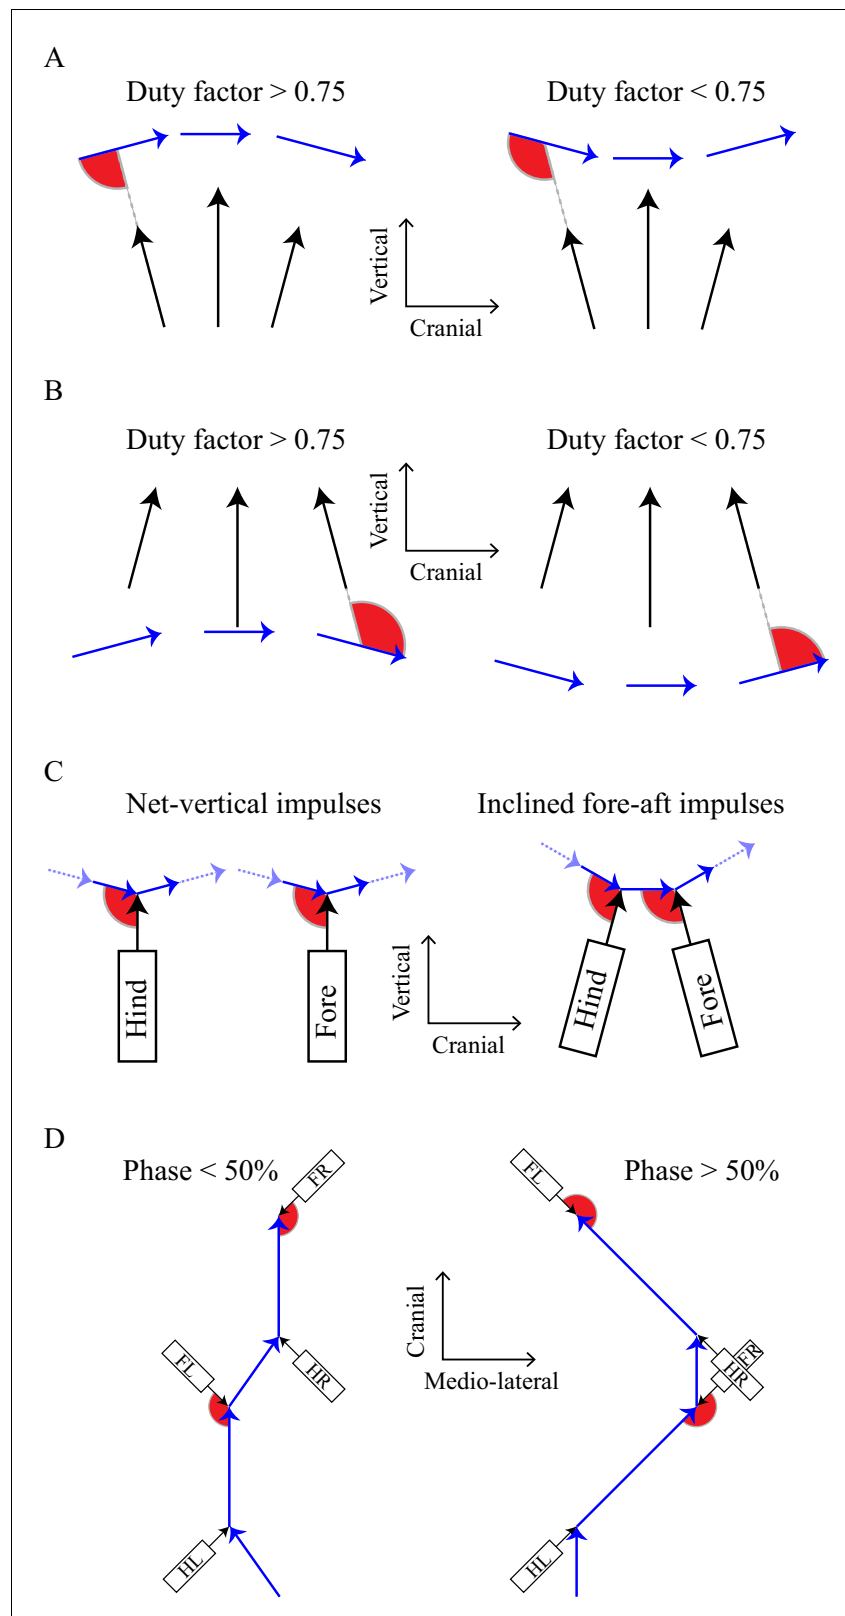 A
Duty factor > 0.75
Duty factor < 0.75
Vertical
Cranial
B
Duty factor > 0.75
Duty factor < 0.75
Vertical
Cranial
C
Net-vertical impulses
Inclined fore-aft impulses
Hind
Fore
Vertical
Cranial
Hind
Fore
D
Phase < 50%
Phase > 50%
FR
FL
HR
HL
Cranial
Medio-lateral
FL
FR
HR
HL